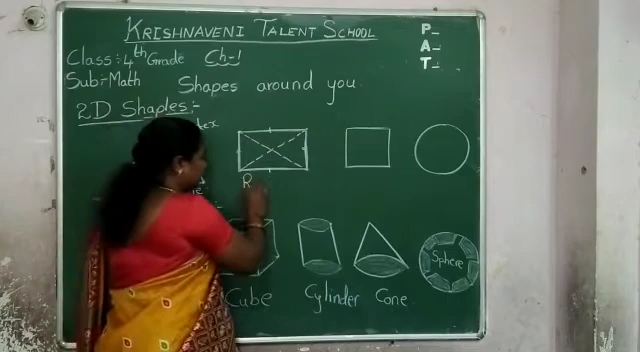 KRISHNAVENI TALENT SCHOOL
P-
A-
T-
Class:- 4th Grade Ch-1
Sub:- Math Shapes around you
2D Shaples:-
R
Cube Cylinder Cone Sphere